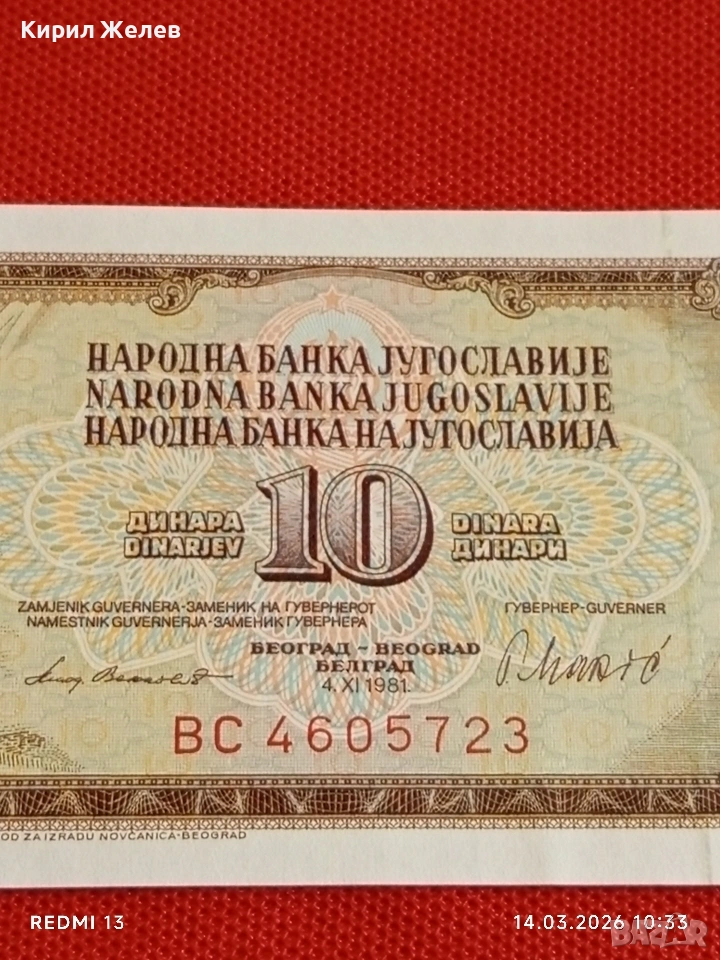 Кирил Желев
НАРОДНА БАНКА ЈУГОСЛАВИЈЕ
NARODNA BANKA JUGOSLAVIJE
НАРОДНА БАНКА НА ЈУГОСЛАВИЈА
ДИНАРА 10 DINARA
DINARJEV ДИНАРИ
ZAMJENIK GUVERNERA-ЗАМЕНИК НА ГУВЕРНЕРОТ
NAMESTNIK GUVERNERJA-ЗАМЕНИК ГУВЕРНЕРА
ГУВЕРНЕР-GUVERNER
БЕОГРАД - BEOGRAD
БЕЛГРАД
4. XI 1981.
BC 4605723
OD ZA IZRADU NOVČANICA-BEOGRAD
REDMI 13
14.03.2026 10:33